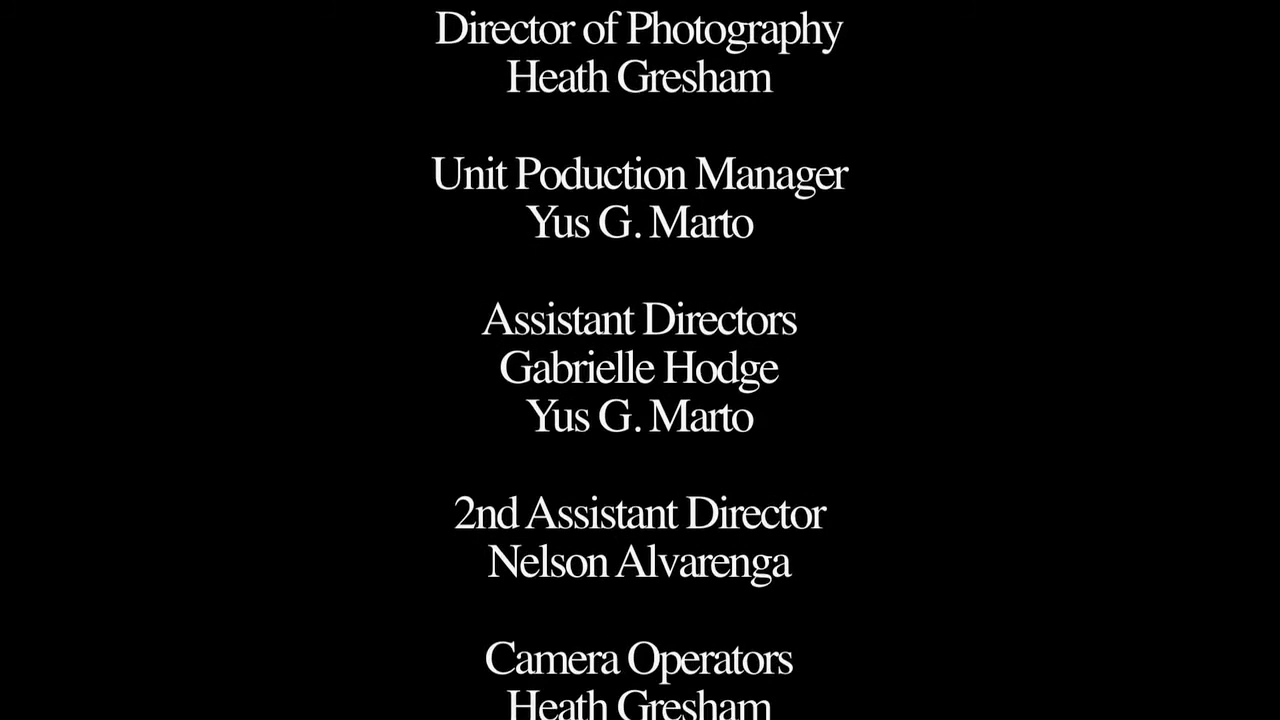 Director of Photography
Heath Gresham
Unit Poduction Manager
Yus G. Marto
Assistant Directors
Gabrielle Hodge
Yus G. Marto
2nd Assistant Director
Nelson Alvarenga
Camera Operators
Heath Gresham